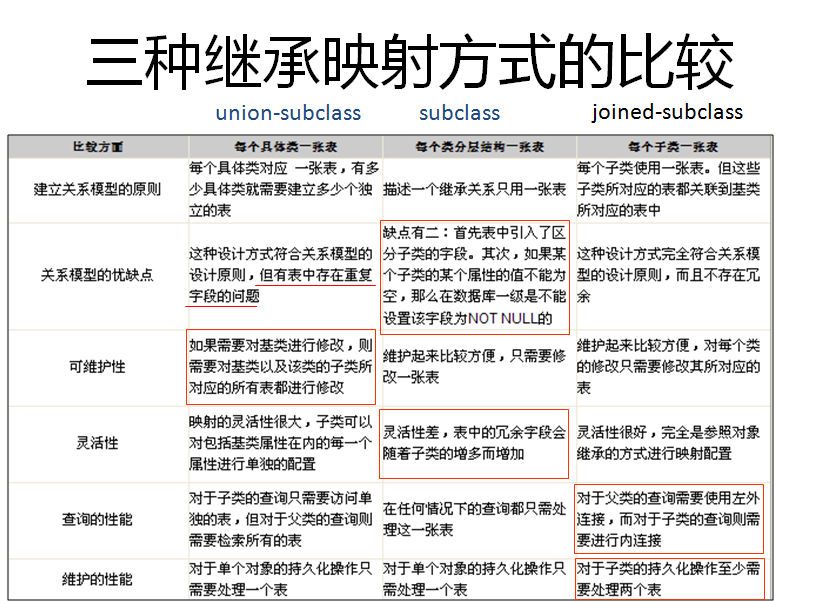 三种继承映射方式的比较
union-subclass subclass joined-subclass
比较方面 每个具体类一张表 每个类分层结构一张表 每个子类一张表
建立关系模型的原则
每个具体类对应 一张表，有多
少具体类就需要建立多少个独
立的表
描述一个继承关系只用一张表
每个子类使用一张表。但这些
子类所对应的表都关联到基类
所对应的表中
关系模型的优缺点
这种设计方式符合关系模型的
设计原则，但有表中存在重复
字段的问题
缺点有二：首先表中引入了区
分子类的字段。其次，如果某
个子类的某个属性的值不能为
空，那么在数据库一级是不能
设置该字段为NOT NULL的
这种设计方式完全符合关系模
型的设计原则，而且不存在冗
余
可维护性
如果需要对基类进行修改，则
需要对基类以及该类的子类所
对应的所有表都进行修改
维护起来比较方便，只需要修
改一张表
维护起来比较方便，对每个类
的修改只需要修改其所对应的
表
灵活性
映射的灵活性很大，子类可以
对包括基类属性在内的每一个
属性进行单独的配置
灵活性差，表中的冗余字段会
随着子类的增多而增加
灵活性很好，完全是参照对象
继承的方式进行映射配置
查询的性能
对于子类的查询只需要访问单
独的表，但对于父类的查询则
需要检索所有的表
在任何情况下的查询都只需处
理这一张表
对于父类的查询需要使用左外
连接，而对于子类的查询则需
要进行内连接
维护的性能
对于单个对象的持久化操作只
需要处理一个表
对于单个对象的持久化操作只
需要处理一个表
对于子类的持久化操作至少需
要处理两个表